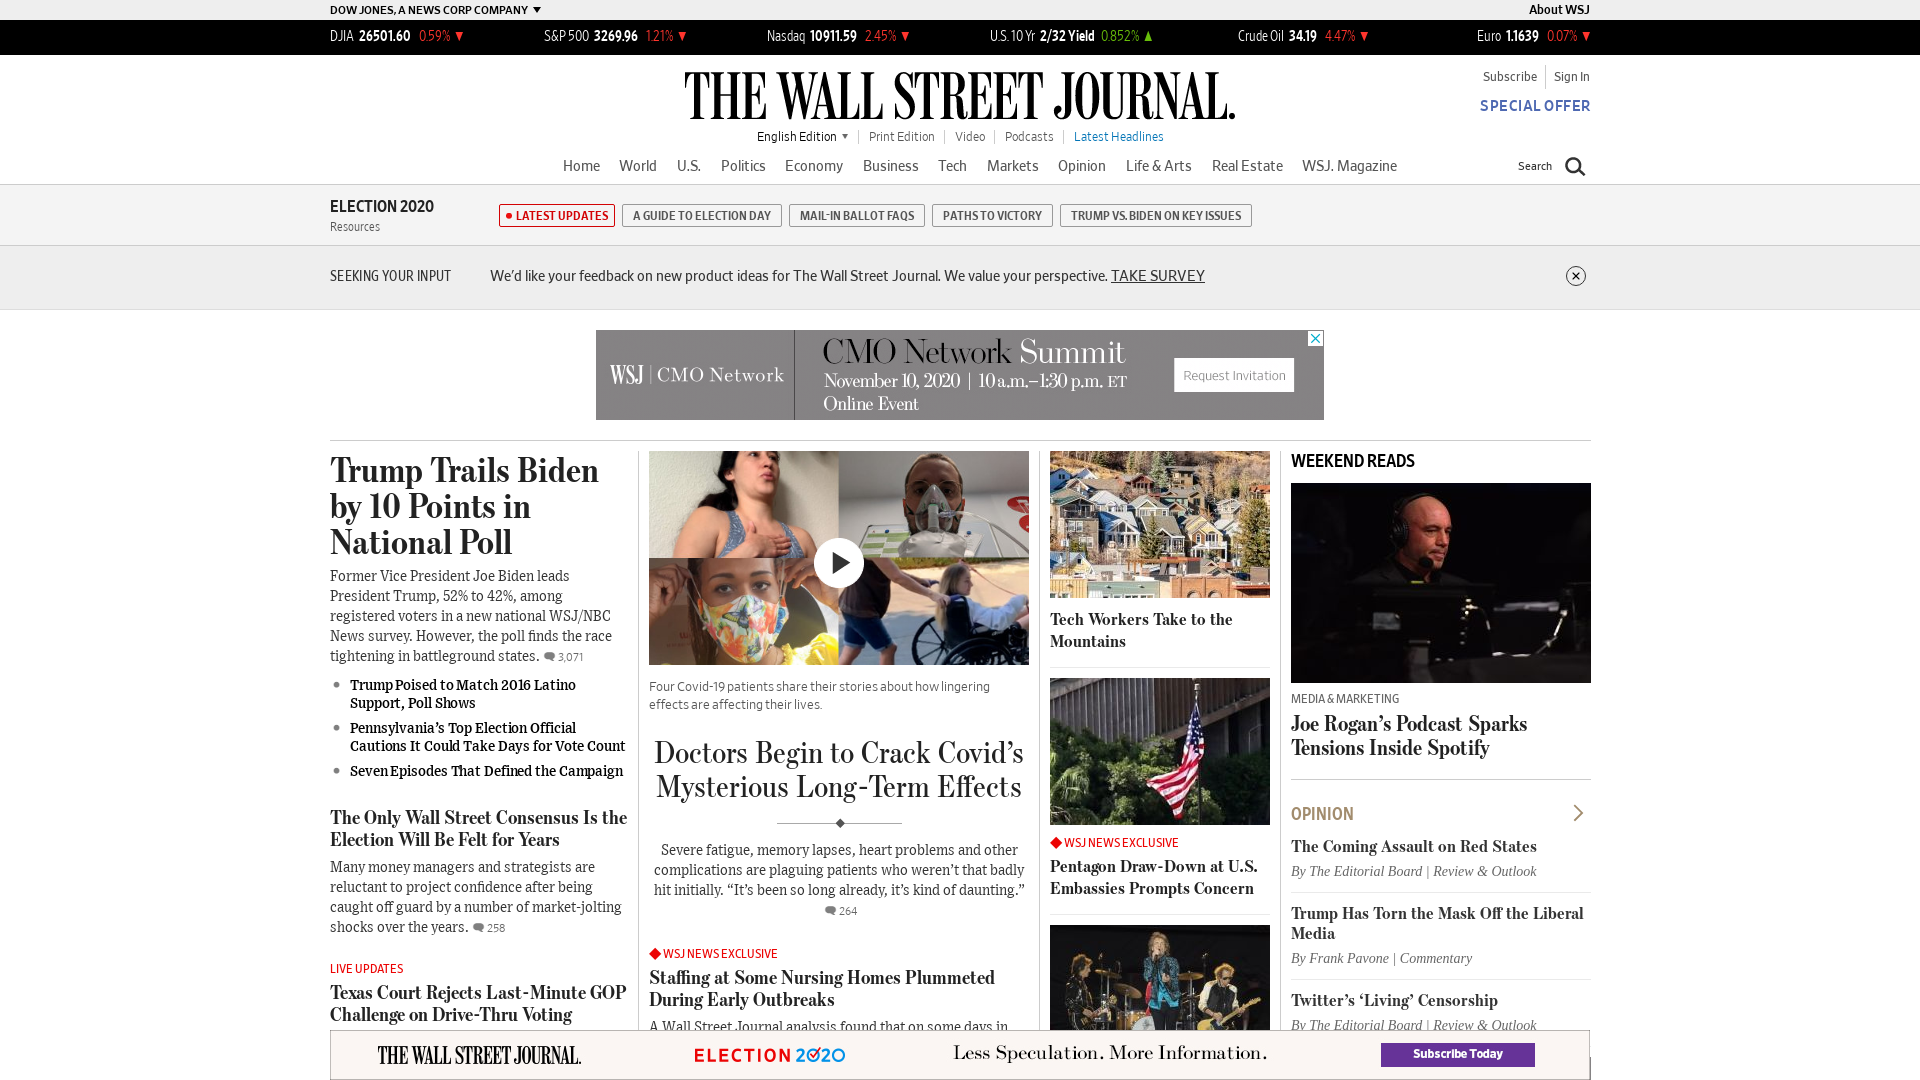 DOW JONES, A NEWS CORP COMPANY
About WSJ
DJIA 26501.60 0.59%
S&P 500 3269.96 1.21%
Nasdaq 10911.59 2.45%
U.S. 10 Yr 2/32 Yield 0.852%
Crude Oil 34.19 4.47%
Euro 1.1639 0.07%
THE WALL STREET JOURNAL.
Subscribe
Sign In
SPECIAL OFFER
English Edition
Print Edition
Video
Podcasts
Latest Headlines
Home World U.S. Politics Economy Business Tech Markets Opinion Life & Arts Real Estate WSJ. Magazine
Search
ELECTION 2020
Resources
LATEST UPDATES
A GUIDE TO ELECTION DAY
MAIL-IN BALLOT FAQS
PATHS TO VICTORY
TRUMP VS. BIDEN ON KEY ISSUES
SEEKING YOUR INPUT
We’d like your feedback on new product ideas for The Wall Street Journal. We value your perspective. TAKE SURVEY
WSJ | CMO Network
CMO Network Summit
November 10, 2020 | 10 a.m.–1:30 p.m. ET
Online Event
Request Invitation
Trump Trails Biden
by 10 Points in
National Poll
Former Vice President Joe Biden leads
President Trump, 52% to 42%, among
registered voters in a new national WSJ/NBC
News survey. However, the poll finds the race
tightening in battleground states. 3,071
Trump Poised to Match 2016 Latino
Support, Poll Shows
Pennsylvania’s Top Election Official
Cautions It Could Take Days for Vote Count
Seven Episodes That Defined the Campaign
The Only Wall Street Consensus Is the
Election Will Be Felt for Years
Many money managers and strategists are
reluctant to project confidence after being
caught off guard by a number of market-jolting
shocks over the years. 258
LIVE UPDATES
Texas Court Rejects Last-Minute GOP
Challenge on Drive-Thru Voting
Four Covid-19 patients share their stories about how lingering
effects are affecting their lives.
Doctors Begin to Crack Covid’s
Mysterious Long-Term Effects
Severe fatigue, memory lapses, heart problems and other
complications are plaguing patients who weren’t that badly
hit initially. “It’s been so long already, it’s kind of daunting.”
264
WSJ NEWS EXCLUSIVE
Staffing at Some Nursing Homes Plummeted
During Early Outbreaks
A Wall Street Journal analysis found that on some days in
Tech Workers Take to the
Mountains
WSJ NEWS EXCLUSIVE
Pentagon Draw-Down at U.S.
Embassies Prompts Concern
WEEKEND READS
MEDIA & MARKETING
Joe Rogan’s Podcast Sparks
Tensions Inside Spotify
OPINION
The Coming Assault on Red States
By The Editorial Board | Review & Outlook
Trump Has Torn the Mask Off the Liberal
Media
By Frank Pavone | Commentary
Twitter’s ‘Living’ Censorship
By The Editorial Board | Review & Outlook
THE WALL STREET JOURNAL.
ELECTION 2020
Less Speculation. More Information.
Subscribe Today